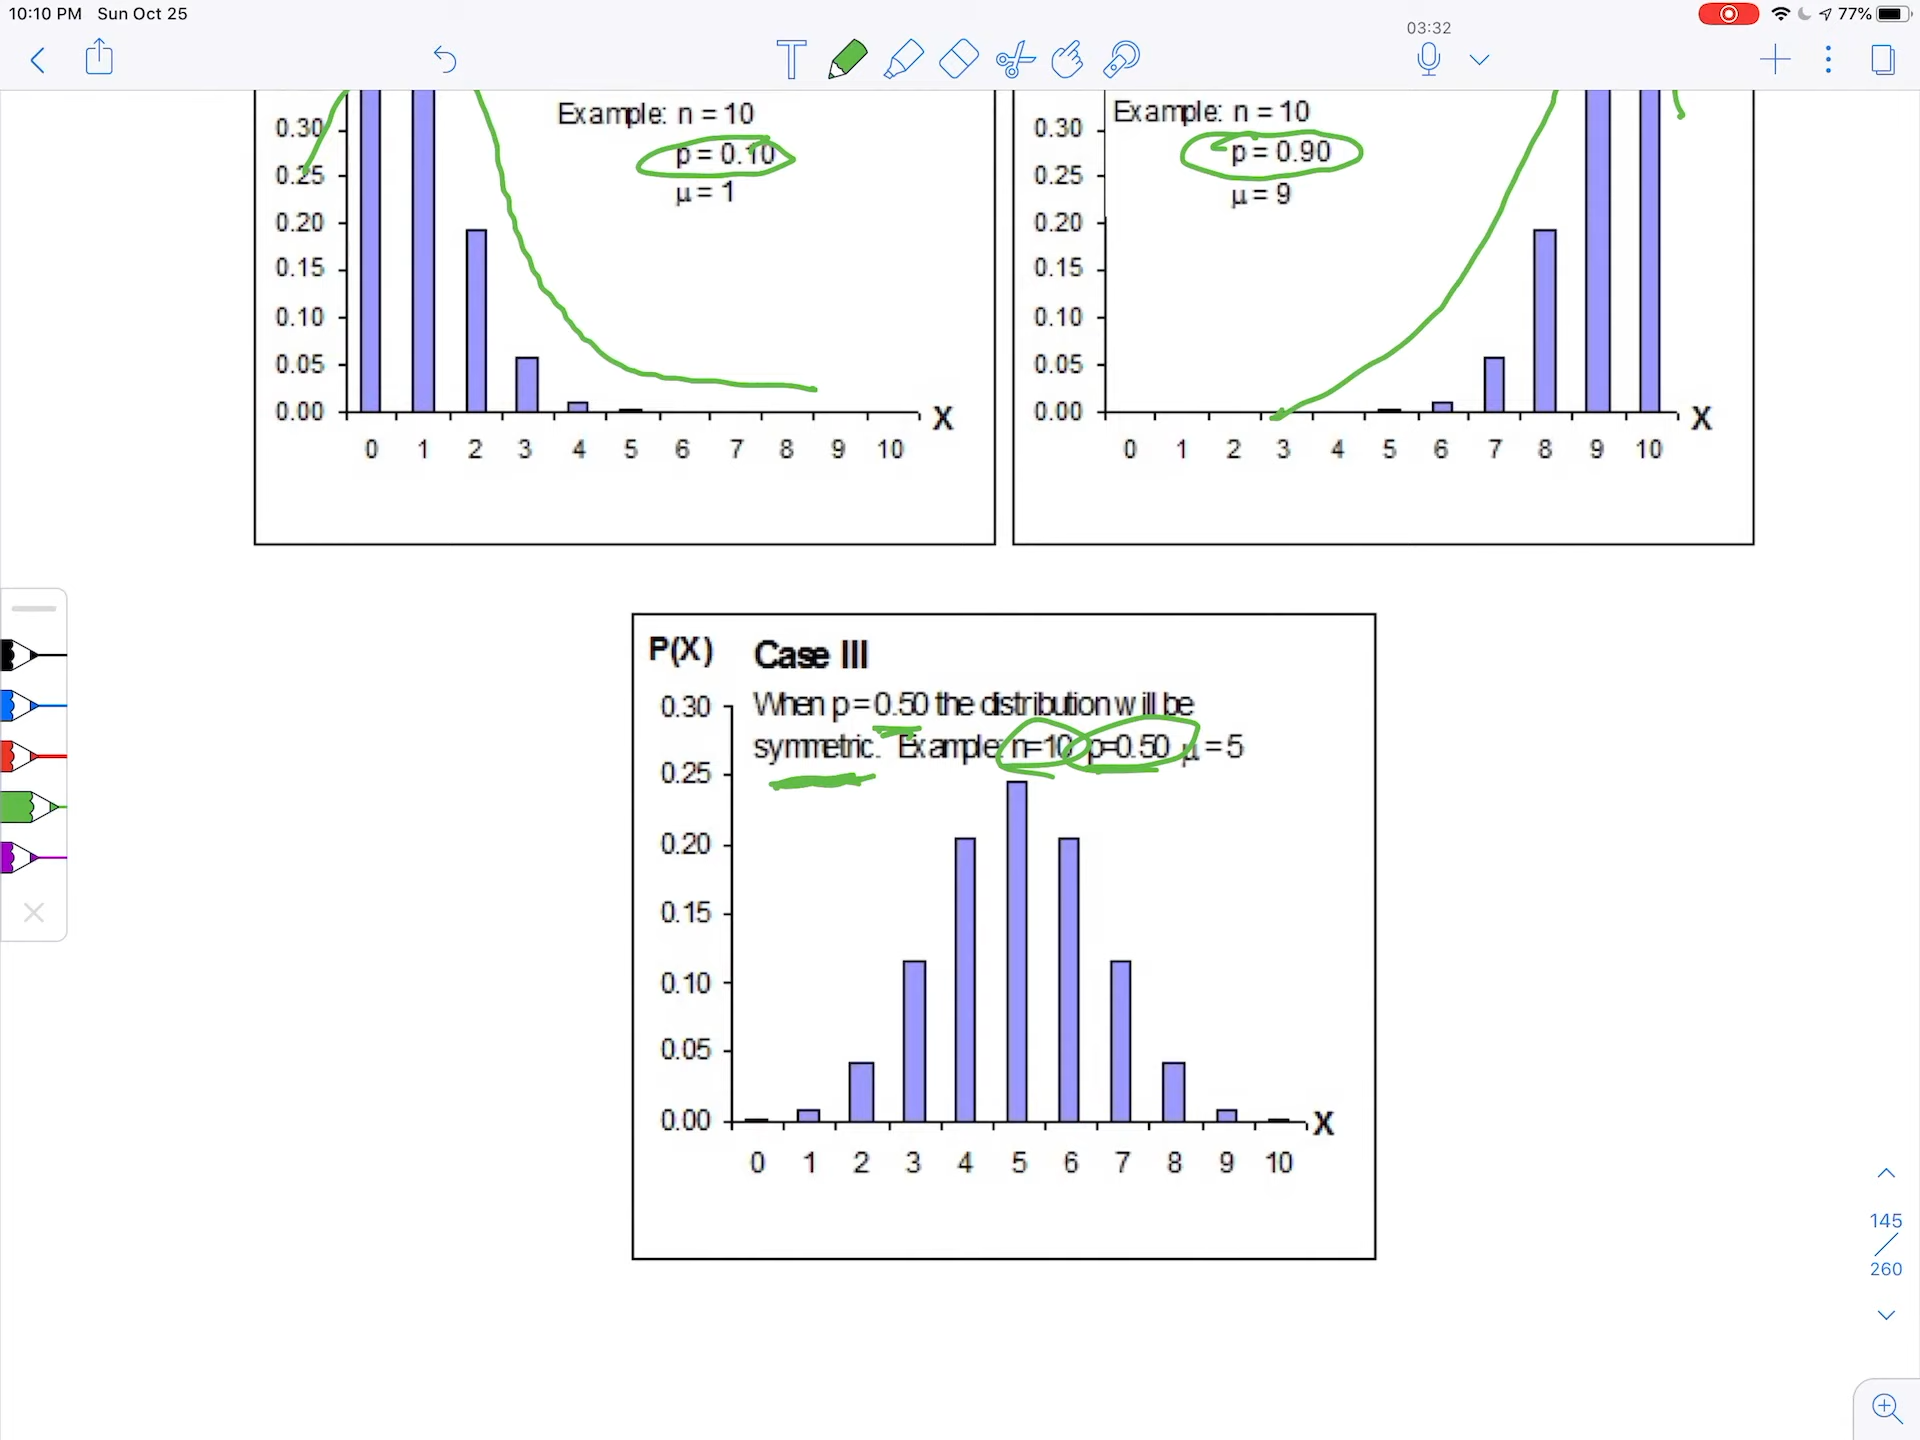 10:10 PM Sun Oct 25
77%
03:32
T
Example: n = 10
p = 0.10
μ = 1
0.30
0.25
0.20
0.15
0.10
0.05
0.00
X
0 1 2 3 4 5 6 7 8 9 10
Example: n = 10
p = 0.90
μ = 9
0.30
0.25
0.20
0.15
0.10
0.05
0.00
X
0 1 2 3 4 5 6 7 8 9 10
P(X) Case III
When p = 0.50 the distribution will be
symmetric. Example: n=10 p=0.50 μ = 5
0.30
0.25
0.20
0.15
0.10
0.05
0.00
X
0 1 2 3 4 5 6 7 8 9 10
145
/
260